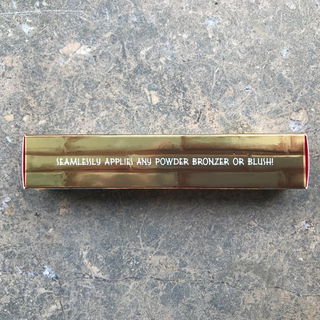 SEAMLESSLY APPLIES ANY POWDER BRONZER OR BLUSH!